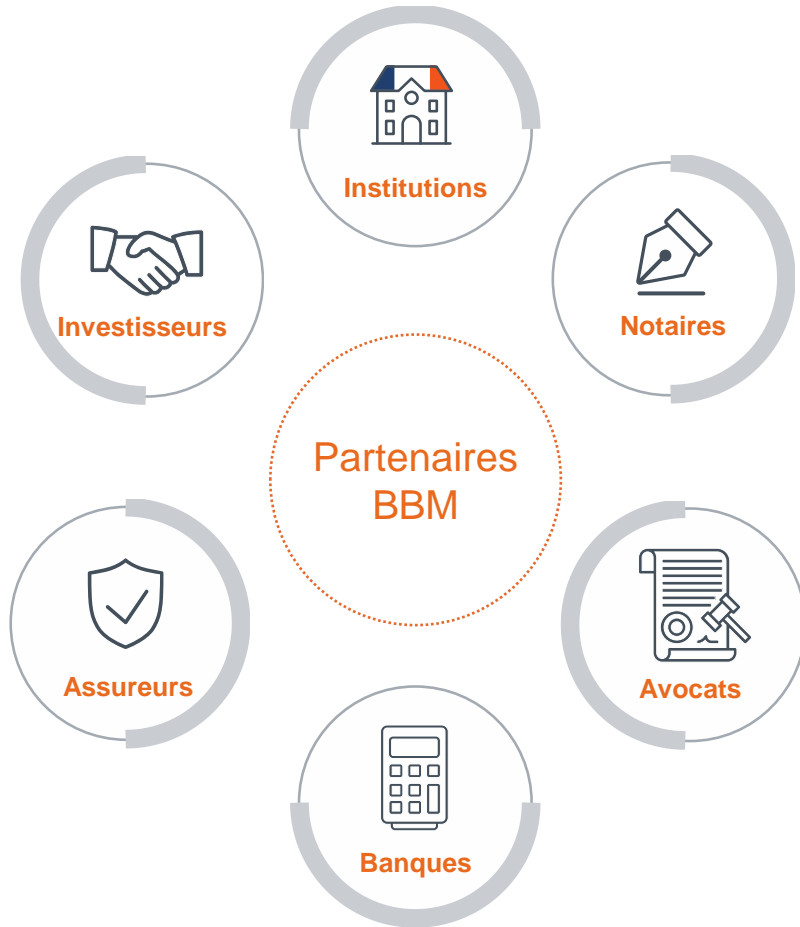 Institutions
Investisseurs
Notaires
Partenaires
BBM
Assureurs
Avocats
Banques